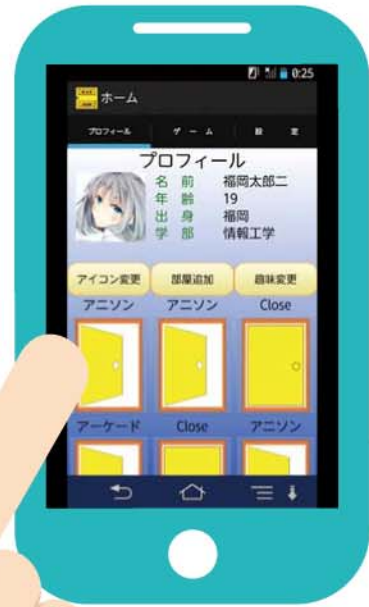 0:25
ホーム
プロフィール ゲーム 設定
プロフィール
名前 福岡太郎二
年齢 19
出身 福岡
学部 情報工学
アイコン変更 部屋追加 趣味変更
アニソン アニソン Close
アーケード Close アニソン